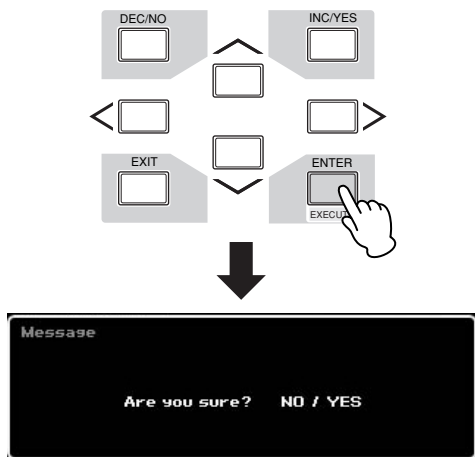 DEC/NO
INC/YES
EXIT
ENTER
Message
Are you sure? NO / YES